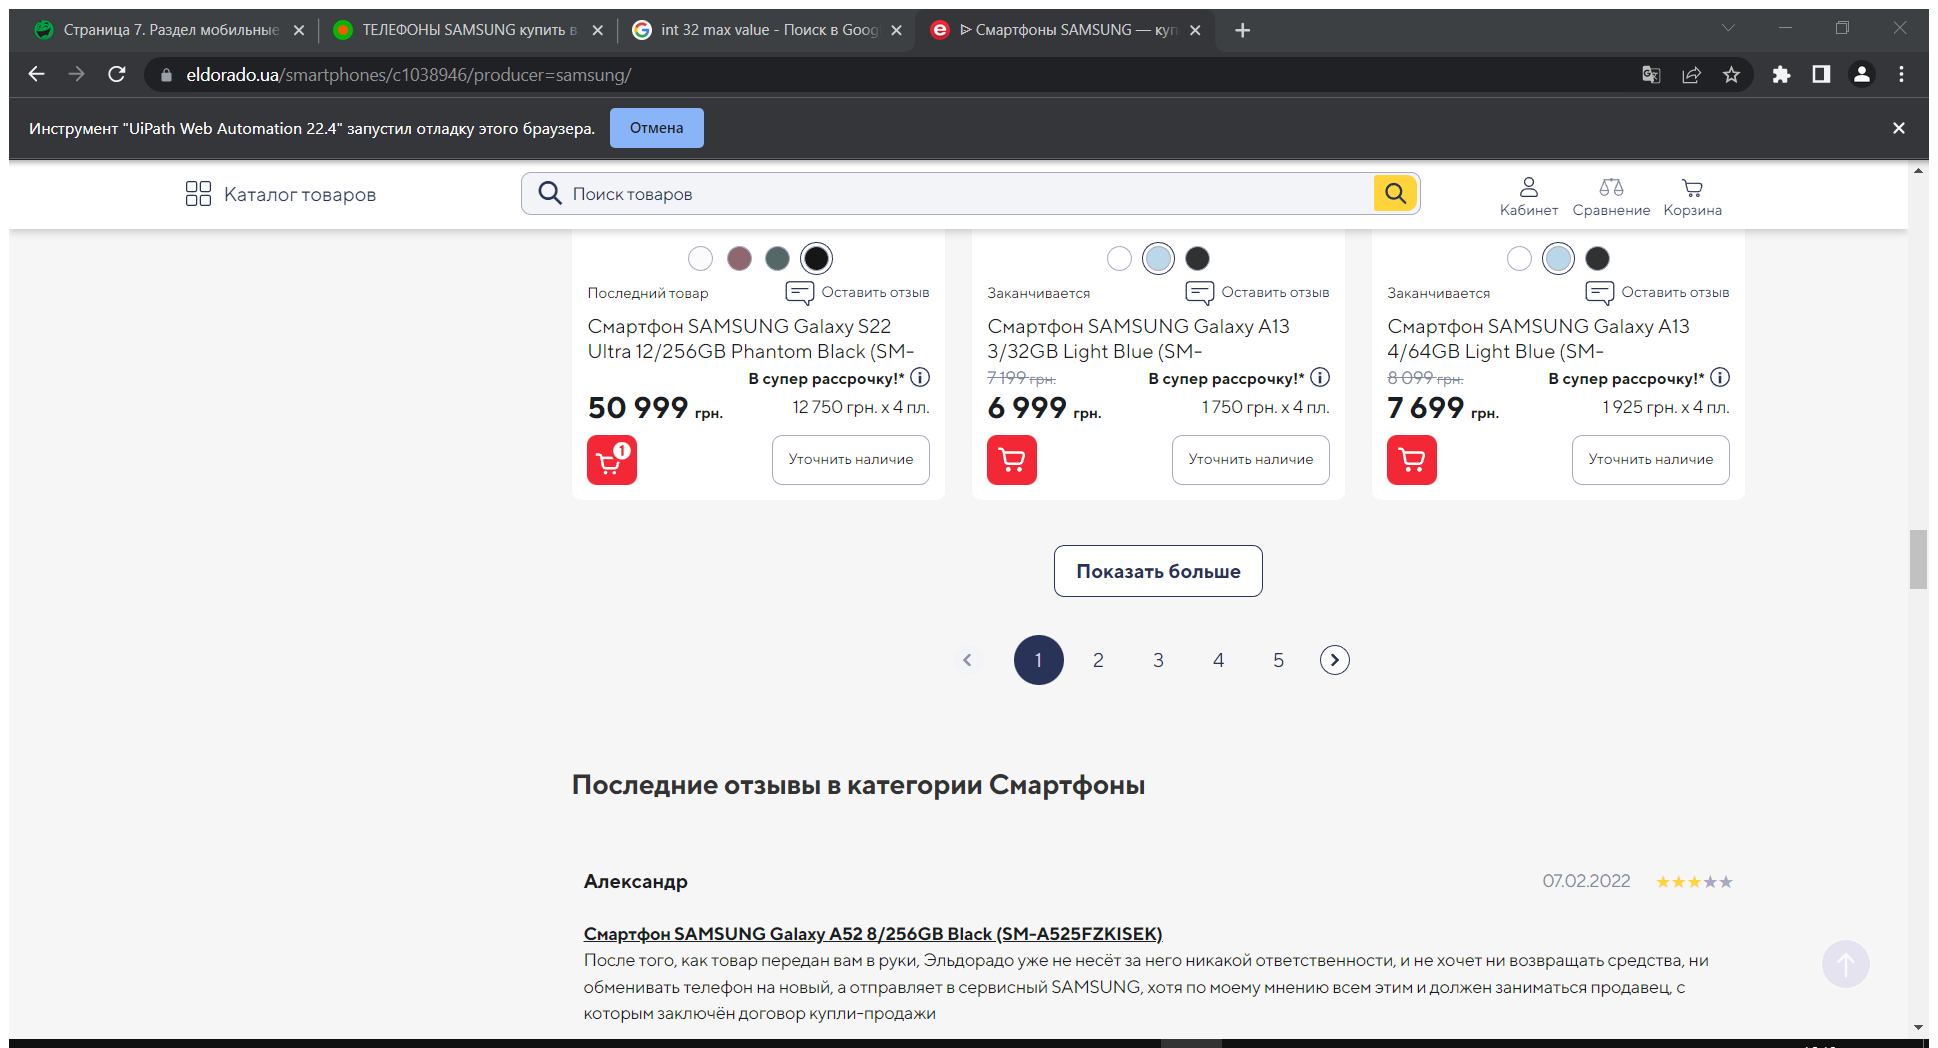 Страница 7. Раздел мобильные
ТЕЛЕФОНЫ SAMSUNG купить в
int 32 max value - Поиск в Goog
Смартфоны SAMSUNG — куп
eldorado.ua/smartphones/c1038946/producer=samsung/
Инструмент "UiPath Web Automation 22.4" запустил отладку этого браузера.
Отмена
Каталог товаров
Поиск товаров
Кабинет
Сравнение
Корзина
Последний товар
Оставить отзыв
Заканчивается
Оставить отзыв
Заканчивается
Оставить отзыв
Смартфон SAMSUNG Galaxy S22
Ultra 12/256GB Phantom Black (SM-
В супер рассрочку!*
50 999 грн.
12 750 грн. x 4 пл.
1
Уточнить наличие
Смартфон SAMSUNG Galaxy A13
3/32GB Light Blue (SM-
7 199 грн.
В супер рассрочку!*
6 999 грн.
1 750 грн. x 4 пл.
Уточнить наличие
Смартфон SAMSUNG Galaxy A13
4/64GB Light Blue (SM-
8 099 грн.
В супер рассрочку!*
7 699 грн.
1 925 грн. x 4 пл.
Уточнить наличие
Показать больше
1 2 3 4 5
Последние отзывы в категории Смартфоны
Александр
07.02.2022
Смартфон SAMSUNG Galaxy A52 8/256GB Black (SM-A525FZKISEK)
После того, как товар передан вам в руки, Эльдорадо уже не несёт за него никакой ответственности, и не хочет ни возвращать средства, ни
обменивать телефон на новый, а отправляет в сервисный SAMSUNG, хотя по моему мнению всем этим и должен заниматься продавец, с
которым заключён договор купли-продажи